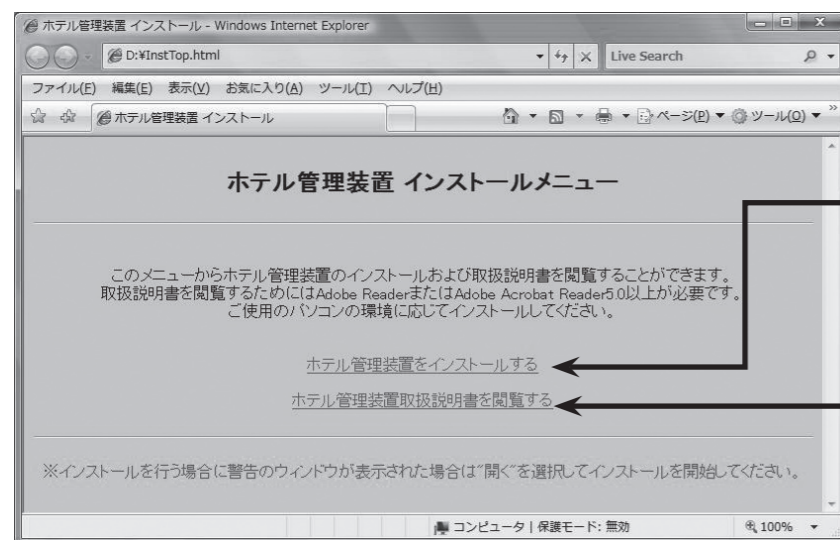 ホテル管理装置 インストール - Windows Internet Explorer
D:¥InstTop.html
Live Search
ファイル(F) 編集(E) 表示(V) お気に入り(A) ツール(T) ヘルプ(H)
ホテル管理装置 インストール
ページ(P) ツール(O)
ホテル管理装置 インストールメニュー
このメニューからホテル管理装置のインストールおよび取扱説明書を閲覧することができます。
取扱説明書を閲覧するためにはAdobe ReaderまたはAdobe Acrobat Reader5.0以上が必要です。
ご使用のパソコンの環境に応じてインストールしてください。
ホテル管理装置をインストールする
ホテル管理装置取扱説明書を閲覧する
※インストールを行う場合に警告のウィンドウが表示された場合は"開く"を選択してインストールを開始してください。
コンピュータ | 保護モード: 無効
100%